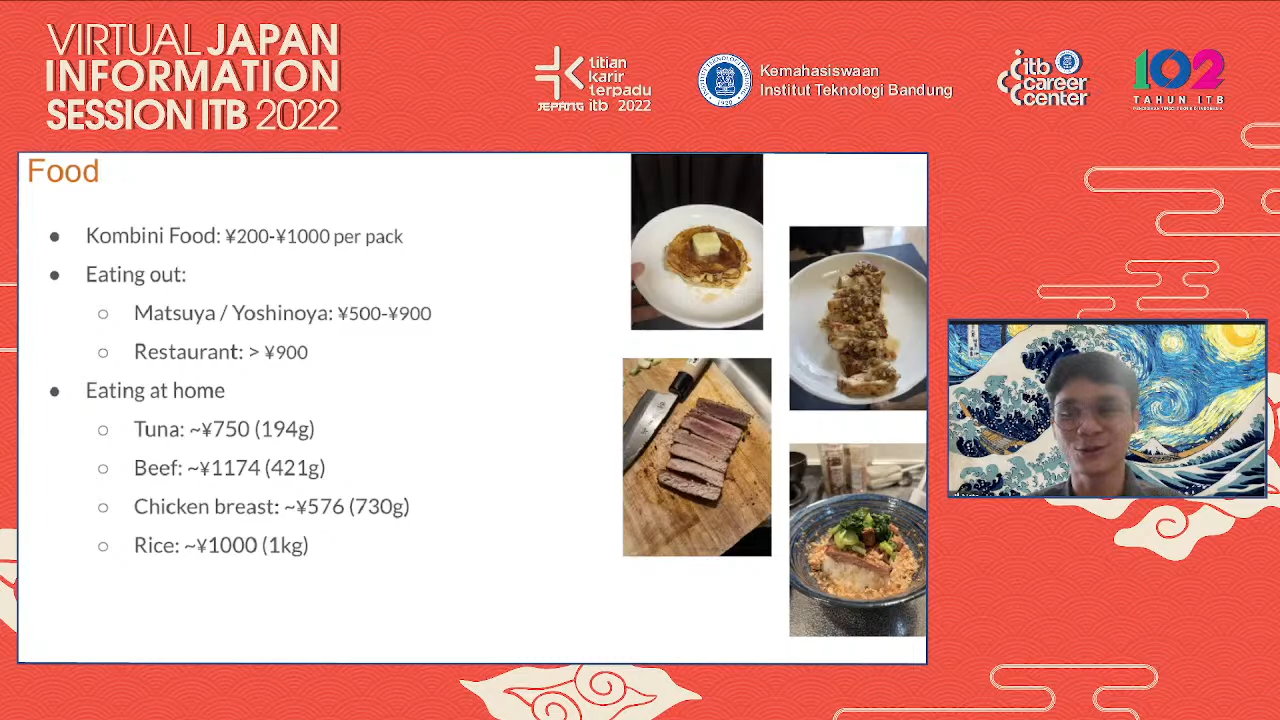 VIRTUAL JAPAN
INFORMATION
SESSION ITB 2022
titian
karir
terpadu
JEPANG itb 2022
Kemahasiswaan
Institut Teknologi Bandung
itb
career
center
102
TAHUN ITB
Food
● Kombini Food: ¥200-¥1000 per pack
● Eating out:
○ Matsuya / Yoshinoya: ¥500-¥900
○ Restaurant: > ¥900
● Eating at home
○ Tuna: ~¥750 (194g)
○ Beef: ~¥1174 (421g)
○ Chicken breast: ~¥576 (730g)
○ Rice: ~¥1000 (1kg)